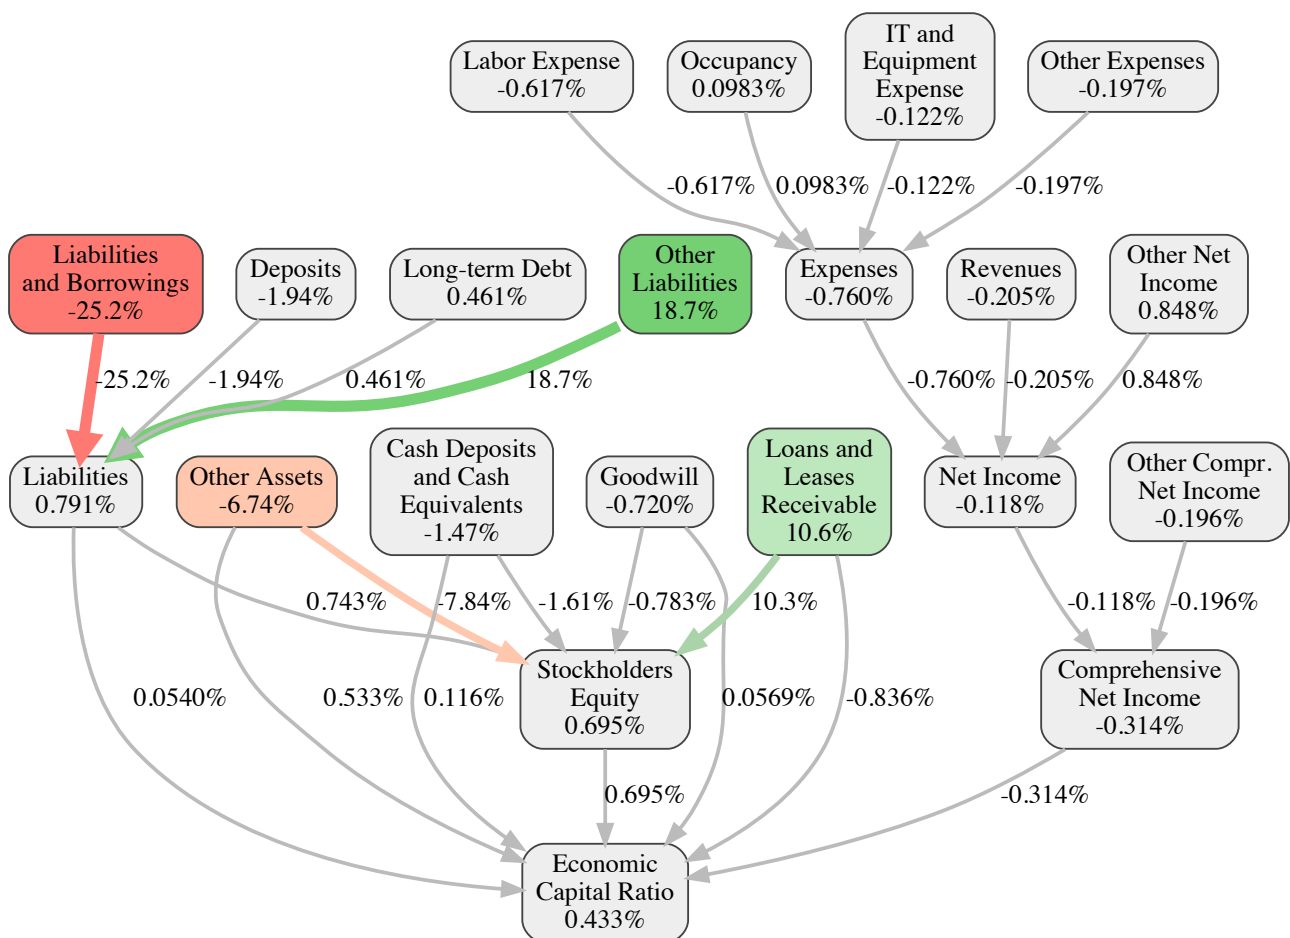 Labor Expense
-0.617%
Occupancy
0.0983%
IT and
Equipment
Expense
-0.122%
Other Expenses
-0.197%
-0.617%
0.0983%
-0.122%
-0.197%
Liabilities
and Borrowings
-25.2%
Deposits
-1.94%
Long-term Debt
0.461%
Other
Liabilities
18.7%
Expenses
-0.760%
Revenues
-0.205%
Other Net
Income
0.848%
-25.2%
-1.94%
0.461%
18.7%
-0.760%
-0.205%
0.848%
Liabilities
0.791%
Other Assets
-6.74%
Cash Deposits
and Cash
Equivalents
-1.47%
Goodwill
-0.720%
Loans and
Leases
Receivable
10.6%
Net Income
-0.118%
Other Compr.
Net Income
-0.196%
0.743%
-7.84%
-1.61%
-0.783%
10.3%
-0.118%
-0.196%
0.0540%
0.533%
0.116%
Stockholders
Equity
0.695%
0.0569%
-0.836%
Comprehensive
Net Income
-0.314%
0.695%
-0.314%
Economic
Capital Ratio
0.433%